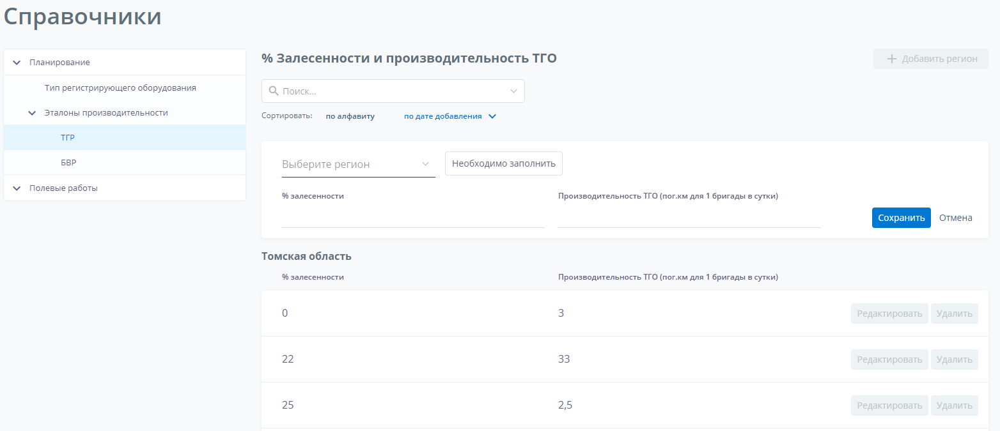 Справочники
Планирование
Тип регистрирующего оборудования
Эталоны производительности
ТГР
БВР
Полевые работы
% Залесенности и производительность ТГО
Добавить регион
Поиск...
Сортировать: по алфавиту по дате добавления
Выберите регион
Необходимо заполнить
% залесенности Производительность ТГО (пог.км для 1 бригады в сутки)
Сохранить Отмена
Томская область
% залесенности Производительность ТГО (пог.км для 1 бригады в сутки)
0 3 Редактировать Удалить
22 33 Редактировать Удалить
25 2,5 Редактировать Удалить